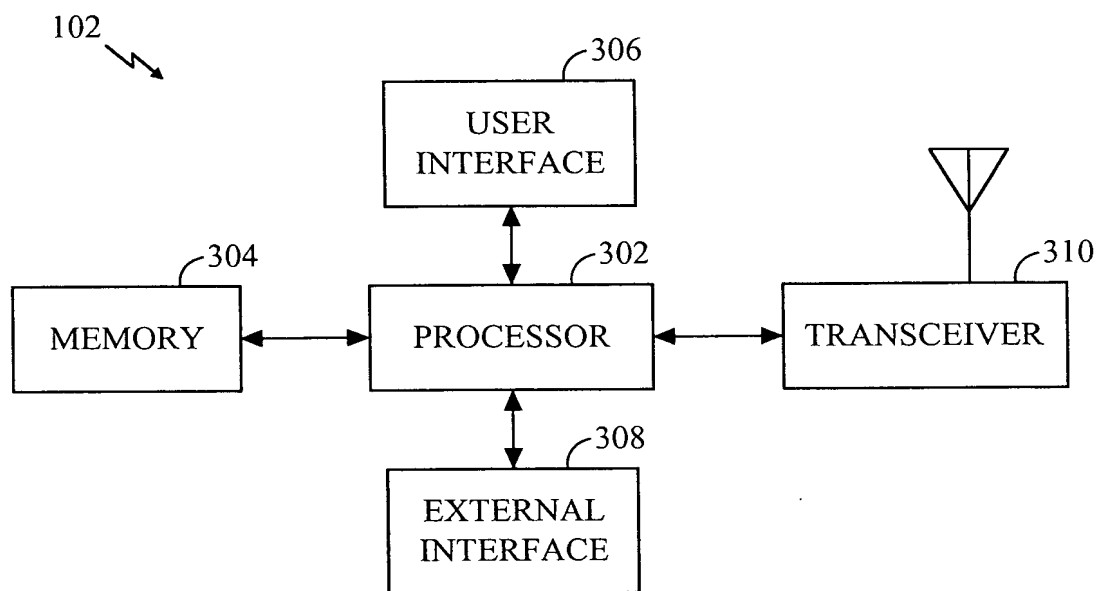 102
306
USER
INTERFACE
304
302
310
MEMORY
PROCESSOR
TRANSCEIVER
308
EXTERNAL
INTERFACE